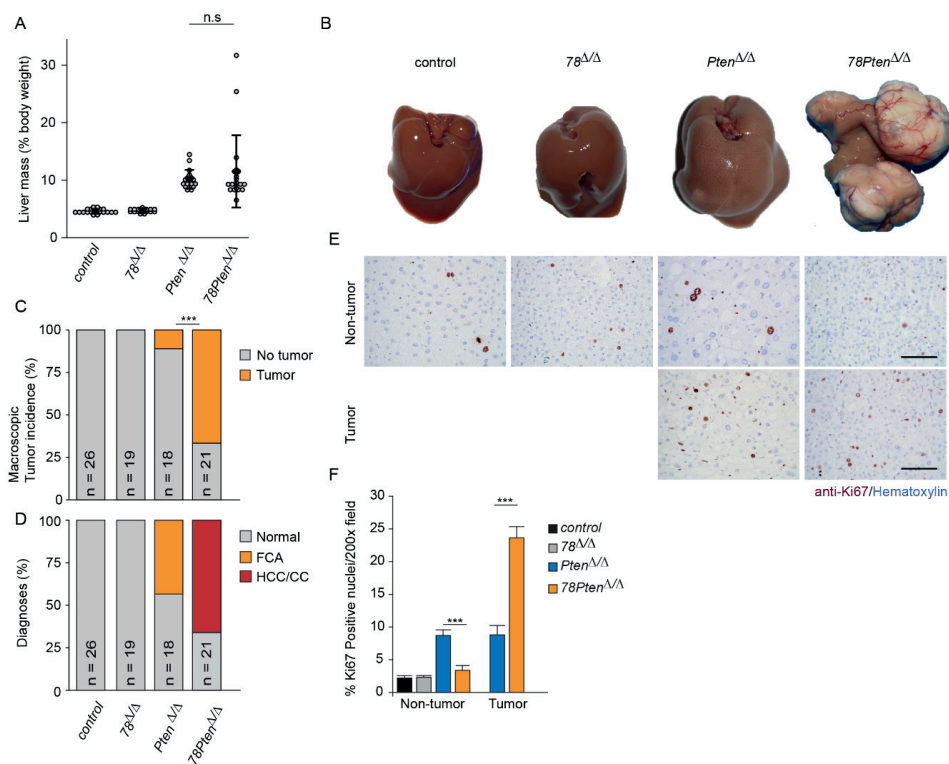 A
n.s
Liver mass (% body weight)
30
20
10
0
control
78Δ/Δ
Pten Δ/Δ
78PtenΔ/Δ
B
control
78Δ/Δ
PtenΔ/Δ
78PtenΔ/Δ
C
***
Macroscopic
Tumor incidence (%)
100
75
50
25
0
n = 26
n = 19
n = 18
n = 21
No tumor
Tumor
D
Diagnoses (%)
100
75
50
25
0
n = 26
n = 19
n = 18
n = 21
control
78Δ/Δ
Pten Δ/Δ
78PtenΔ/Δ
Normal
FCA
HCC/CC
E
Non-tumor
Tumor
anti-Ki67/Hematoxylin
F
% Ki67 Positive nuclei/200x field
30
25
20
15
10
5
0
***
***
Non-tumor
Tumor
control
78Δ/Δ
PtenΔ/Δ
78PtenΔ/Δ